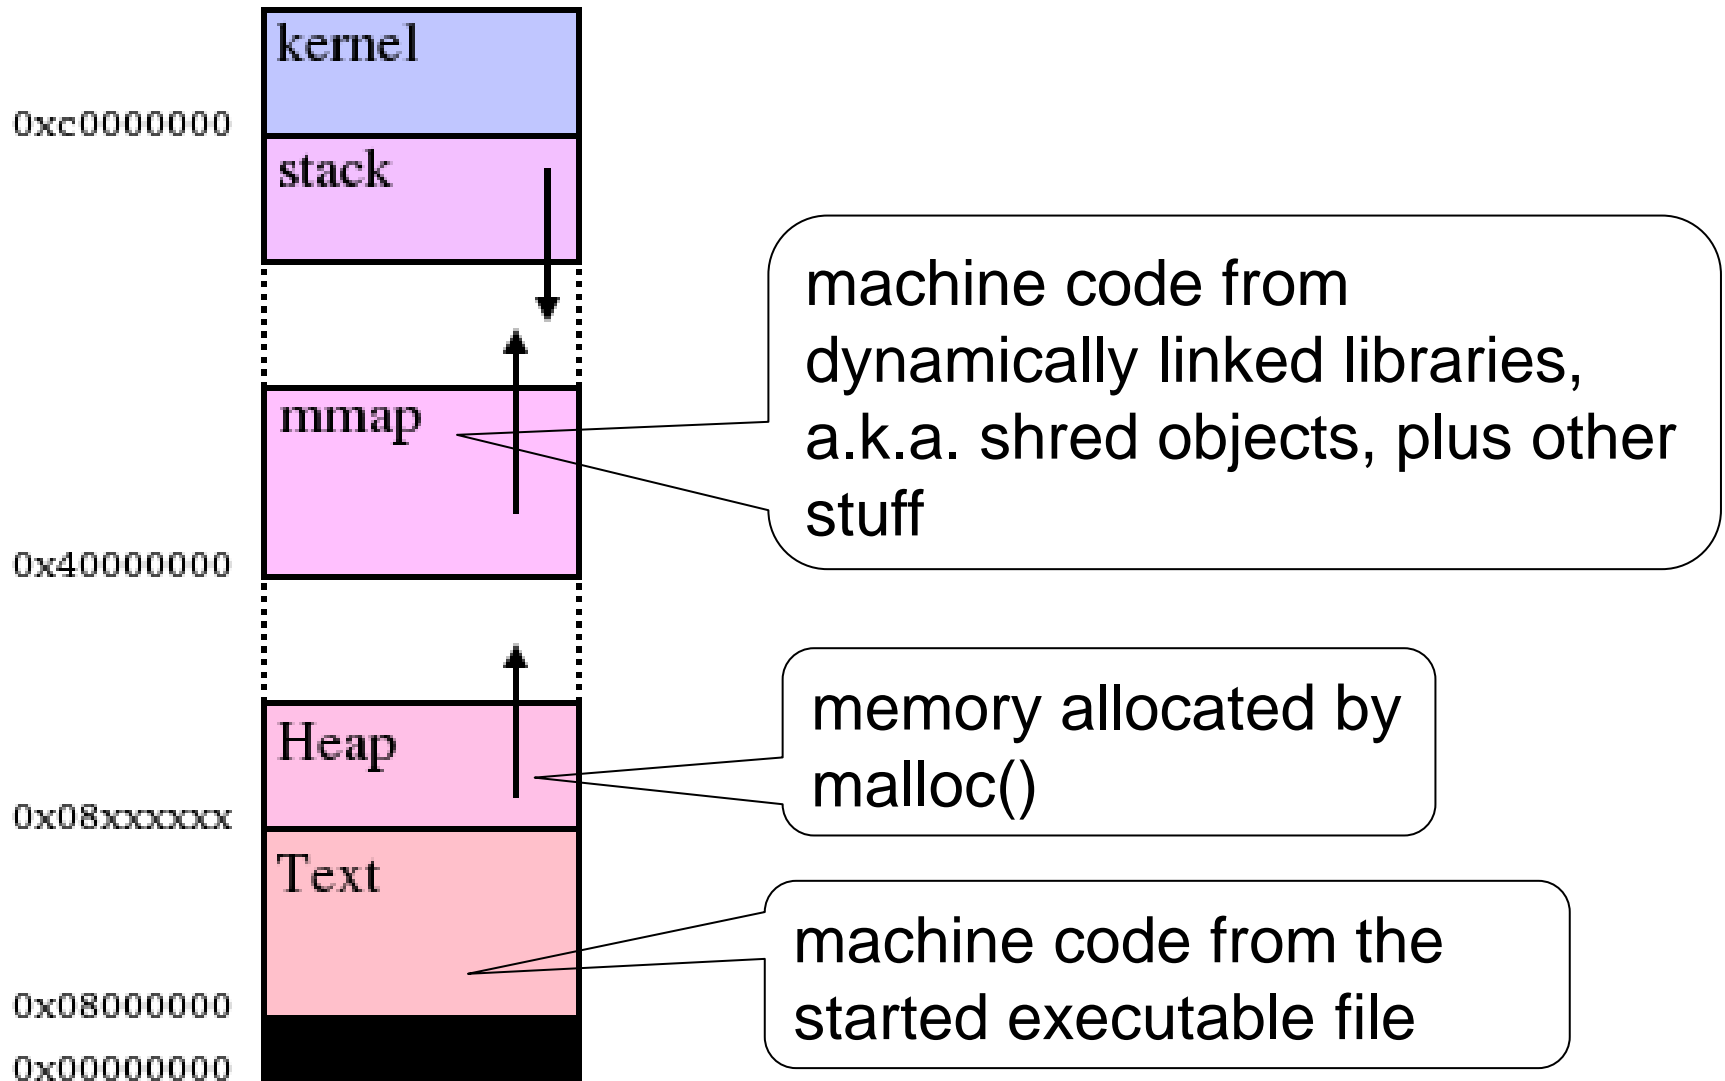 kernel
0xc0000000
stack
machine code from
dynamically linked libraries,
a.k.a. shred objects, plus other
stuff
mmap
0x40000000
memory allocated by
malloc()
Heap
0x08xxxxxx
Text
machine code from the
started executable file
0x08000000
0x00000000